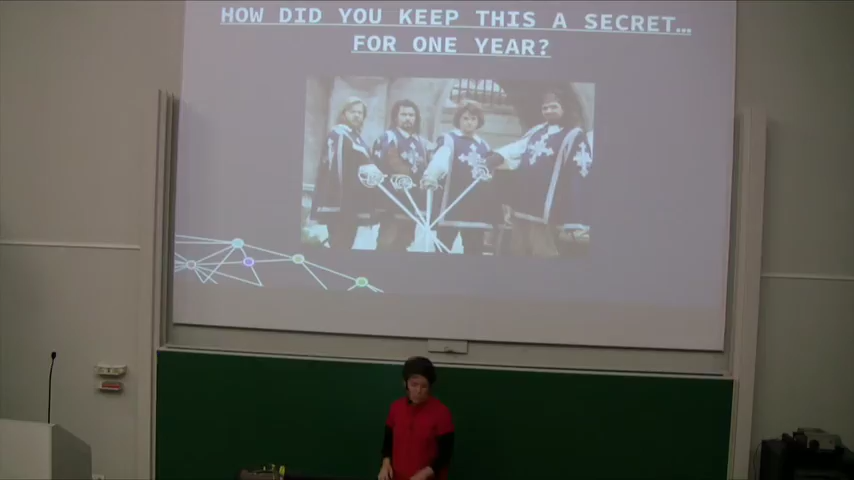 HOW DID YOU KEEP THIS A SECRET…
FOR ONE YEAR?